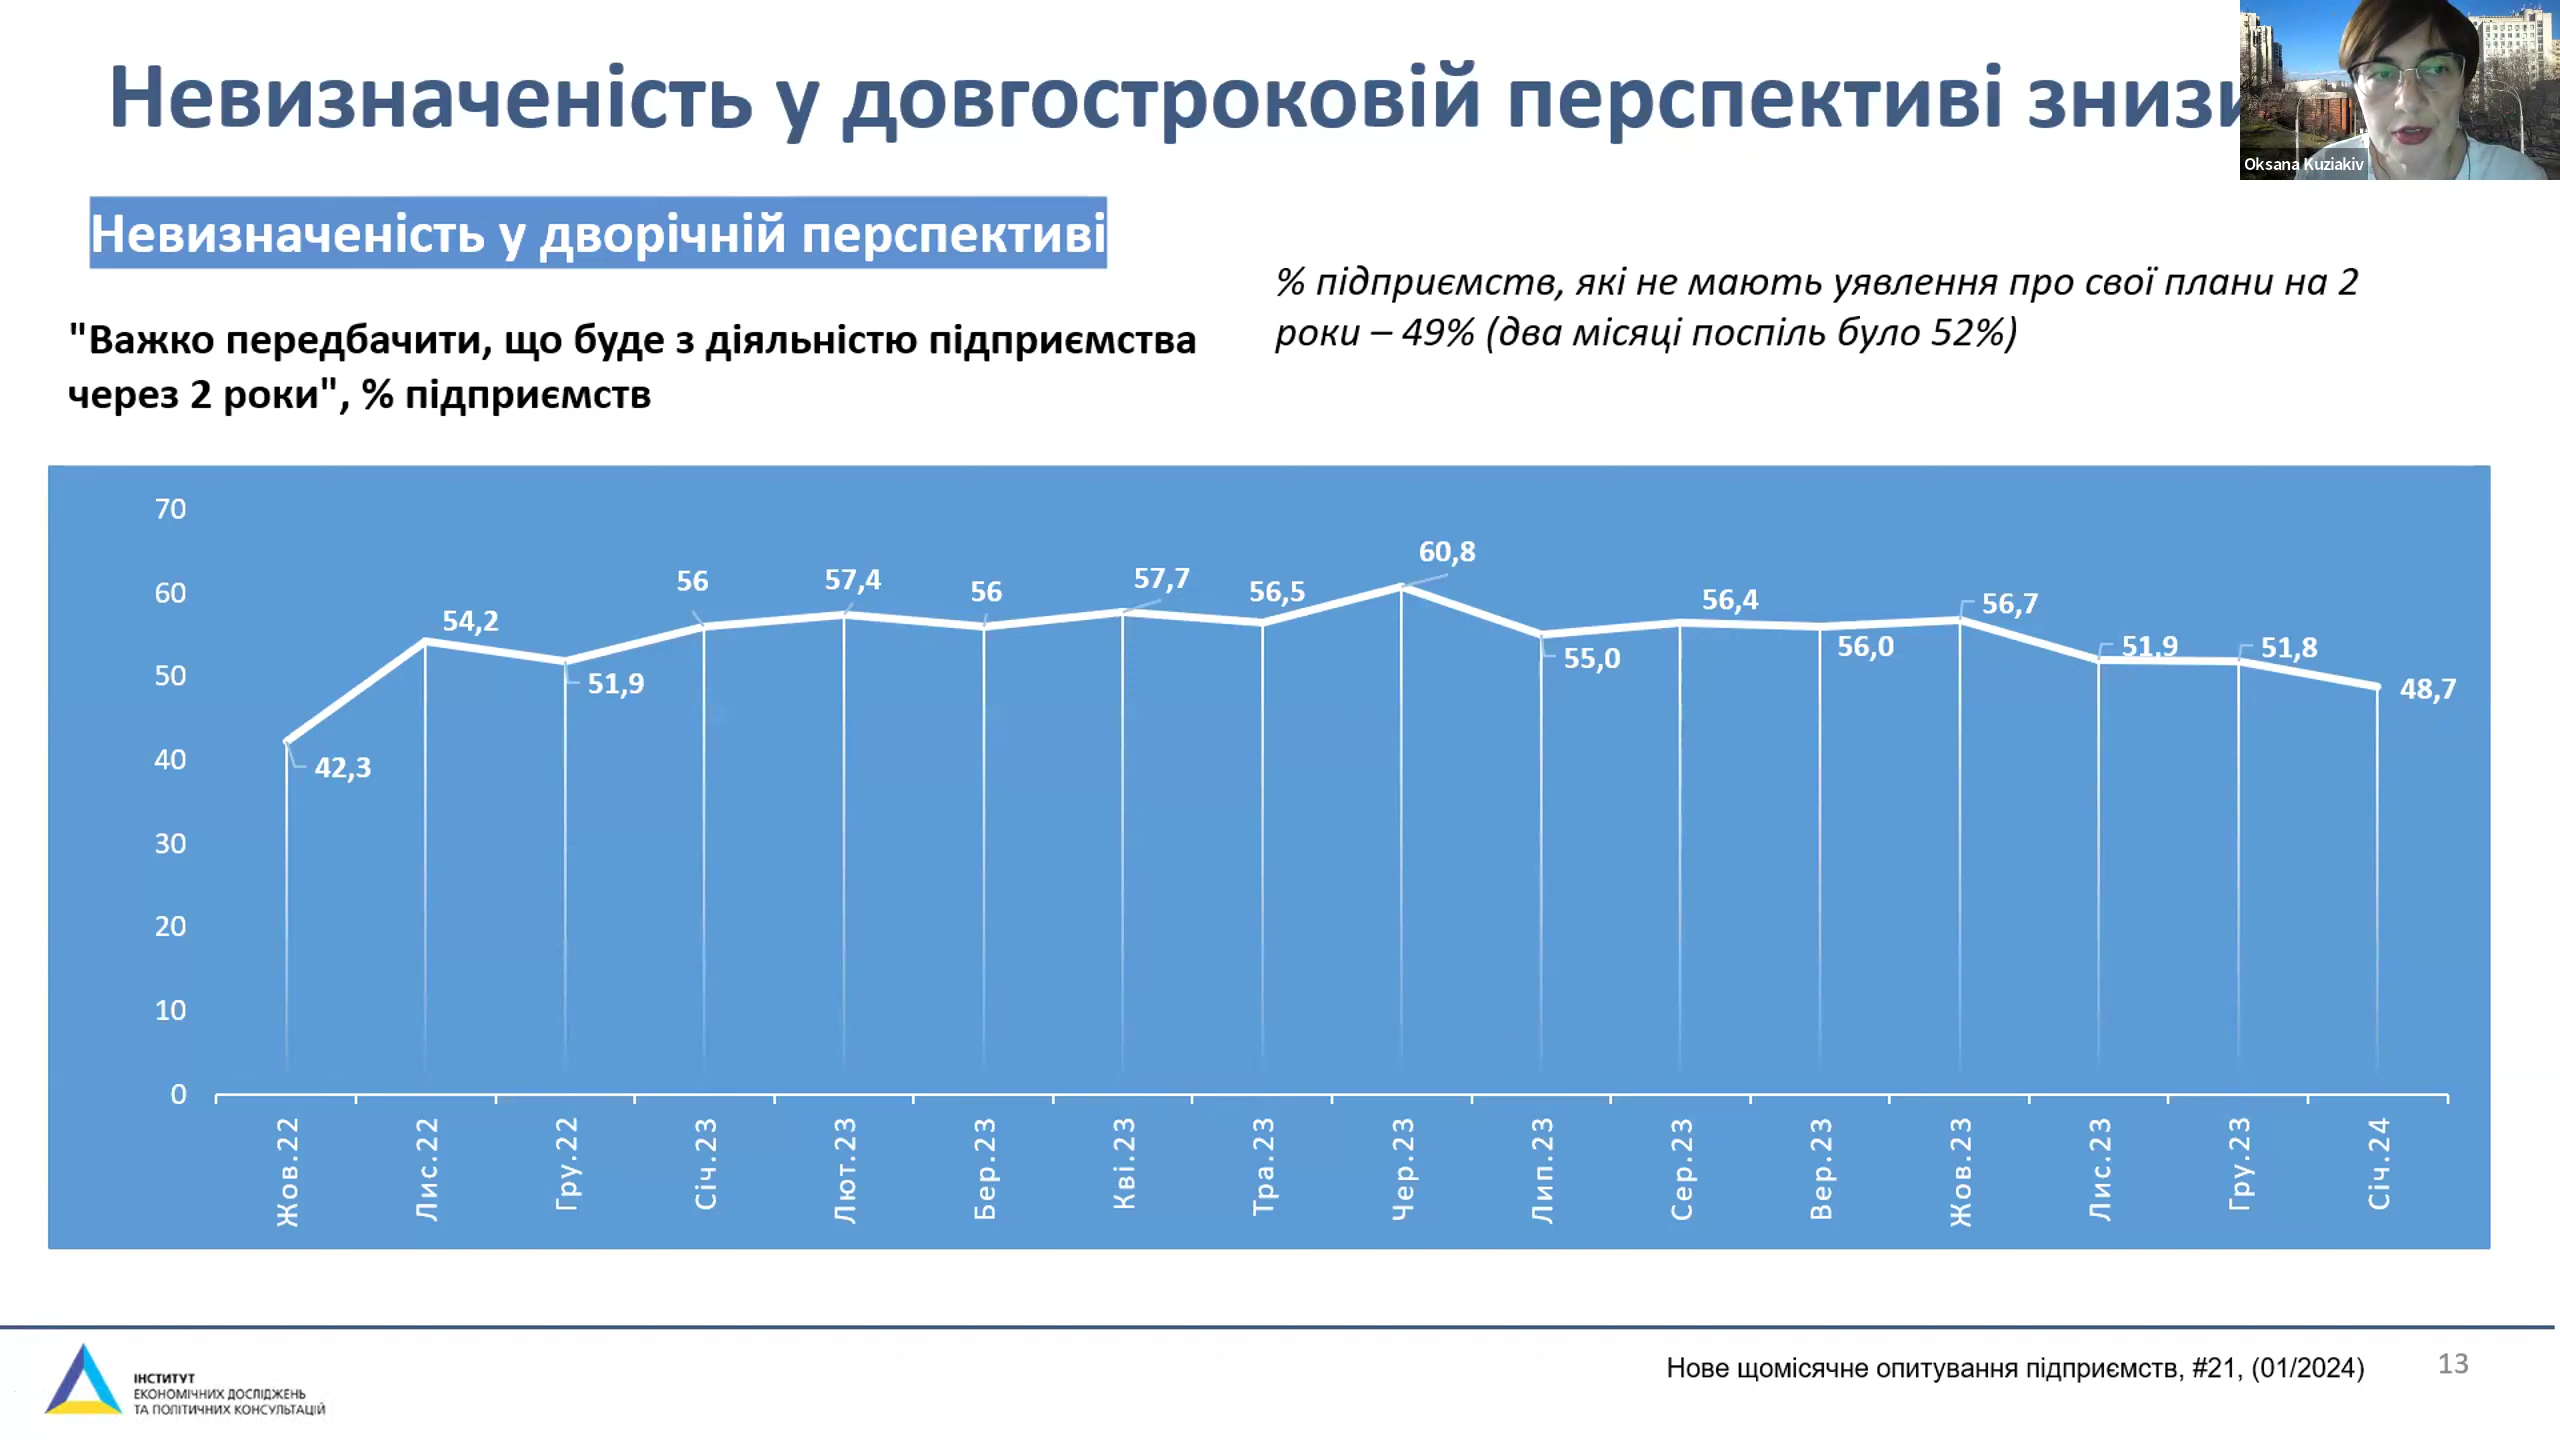 Невизначеність у довгостроковій перспективі
Oksana Kuziakiv
Невизначеність у дворічній перспективі
% підприємств, які не мають уявлення про свої плани на 2
роки – 49% (два місяці поспіль було 52%)
"Важко передбачити, що буде з діяльністю підприємства
через 2 роки", % підприємств
70
60
50
40
30
20
10
0
42,3
54,2
51,9
56
57,4
56
57,7
56,5
60,8
55,0
56,4
56,0
56,7
51,9
51,8
48,7
Жов.22
Лис.22
Гру.22
Січ.23
Лют.23
Бер.23
Кві.23
Тра.23
Чер.23
Лип.23
Сер.23
Вер.23
Жов.23
Лис.23
Гру.23
Січ.24
ІНСТИТУТ
ЕКОНОМІЧНИХ ДОСЛІДЖЕНЬ
ТА ПОЛІТИЧНИХ КОНСУЛЬТАЦІЙ
Нове щомісячне опитування підприємств, #21, (01/2024)
13